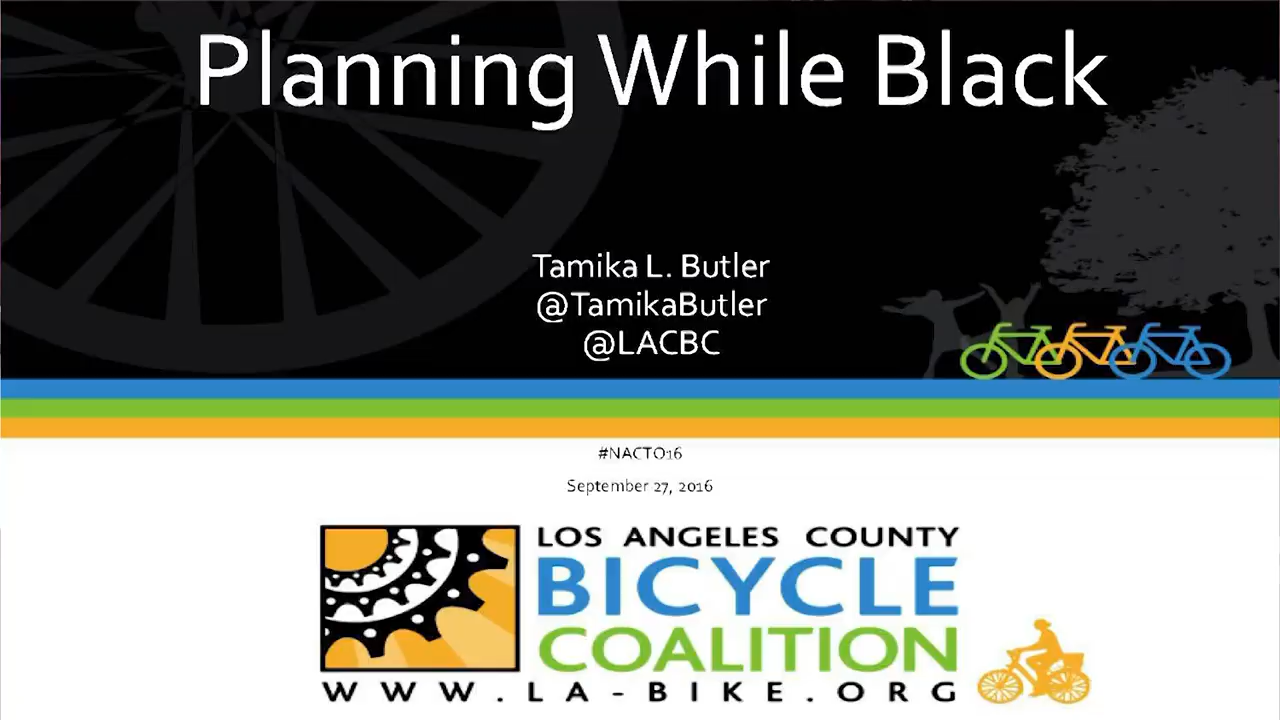 Planning While Black
Tamika L. Butler
@TamikaButler
@LACBC
#NACTO16
September 27, 2016
LOS ANGELES COUNTY
BICYCLE
COALITION
WWW.LA-BIKE.ORG